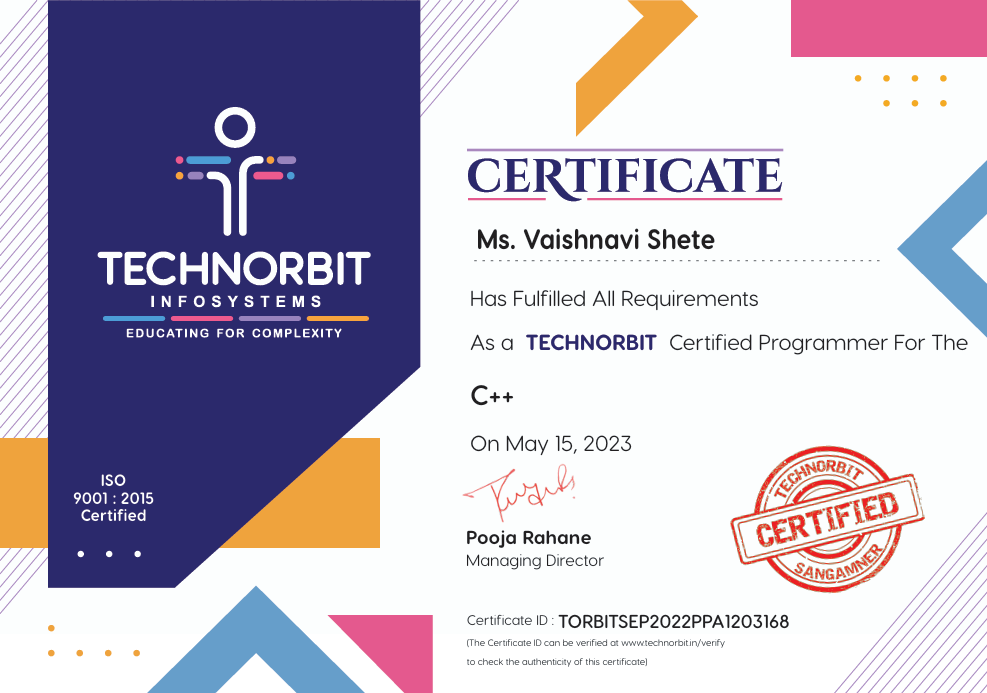 TECHNORBIT
INFOSYSTEMS
EDUCATING FOR COMPLEXITY
ISO
9001 : 2015
Certified
CERTIFICATE
Ms. Vaishnavi Shete
Has Fulfilled All Requirements
As a TECHNORBIT Certified Programmer For The
C++
On May 15, 2023
Pooja Rahane
Managing Director
TECHNORBIT
CERTIFIED
SANGAMNER
Certificate ID : TORBITSEP2022PPA1203168
(The Certificate ID can be verified at www.technorbit.in/verify
to check the authenticity of this certificate)